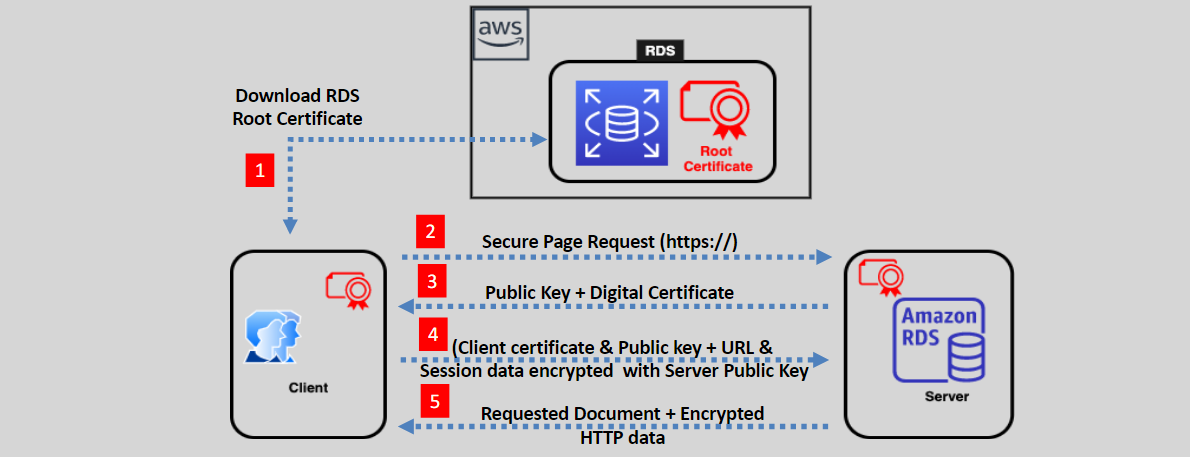 aws
RDS
Root
Certificate
Download RDS
Root Certificate
1
2
Secure Page Request (https://)
3
Public Key + Digital Certificate
4
(Client certificate & Public key + URL &
Session data encrypted with Server Public Key
5
Requested Document + Encrypted
HTTP data
Client
Amazon
RDS
Server